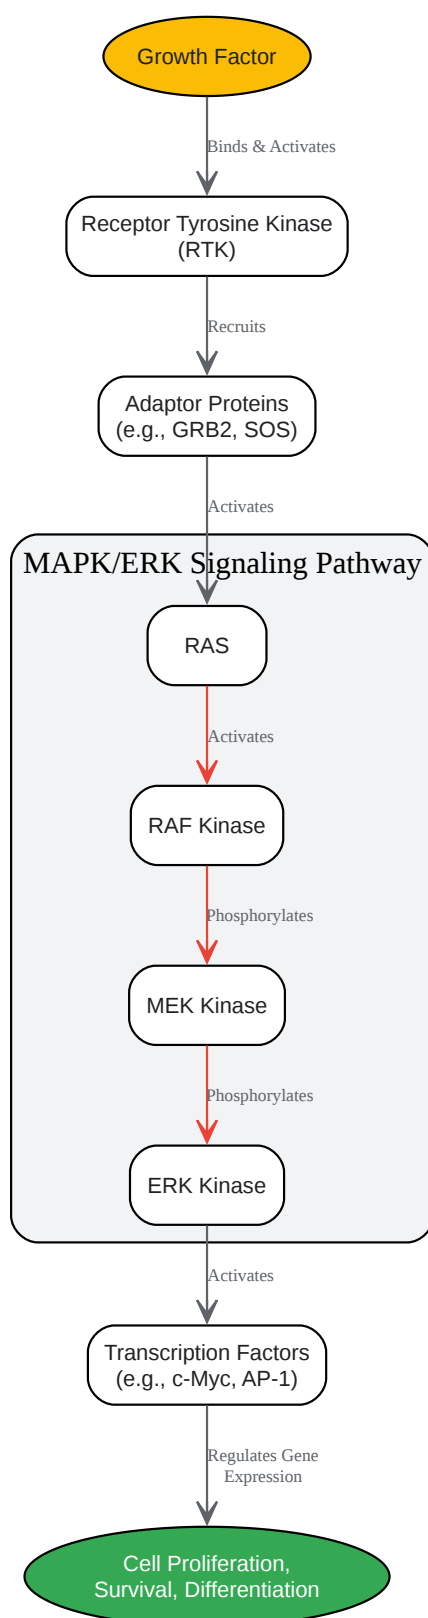 Growth Factor
Binds & Activates
Receptor Tyrosine Kinase
(RTK)
Recruits
Adaptor Proteins
(e.g., GRB2, SOS)
Activates
MAPK/ERK Signaling Pathway
RAS
Activates
RAF Kinase
Phosphorylates
MEK Kinase
Phosphorylates
ERK Kinase
Activates
Transcription Factors
(e.g., c-Myc, AP-1)
Regulates Gene
Expression
Cell Proliferation,
Survival, Differentiation